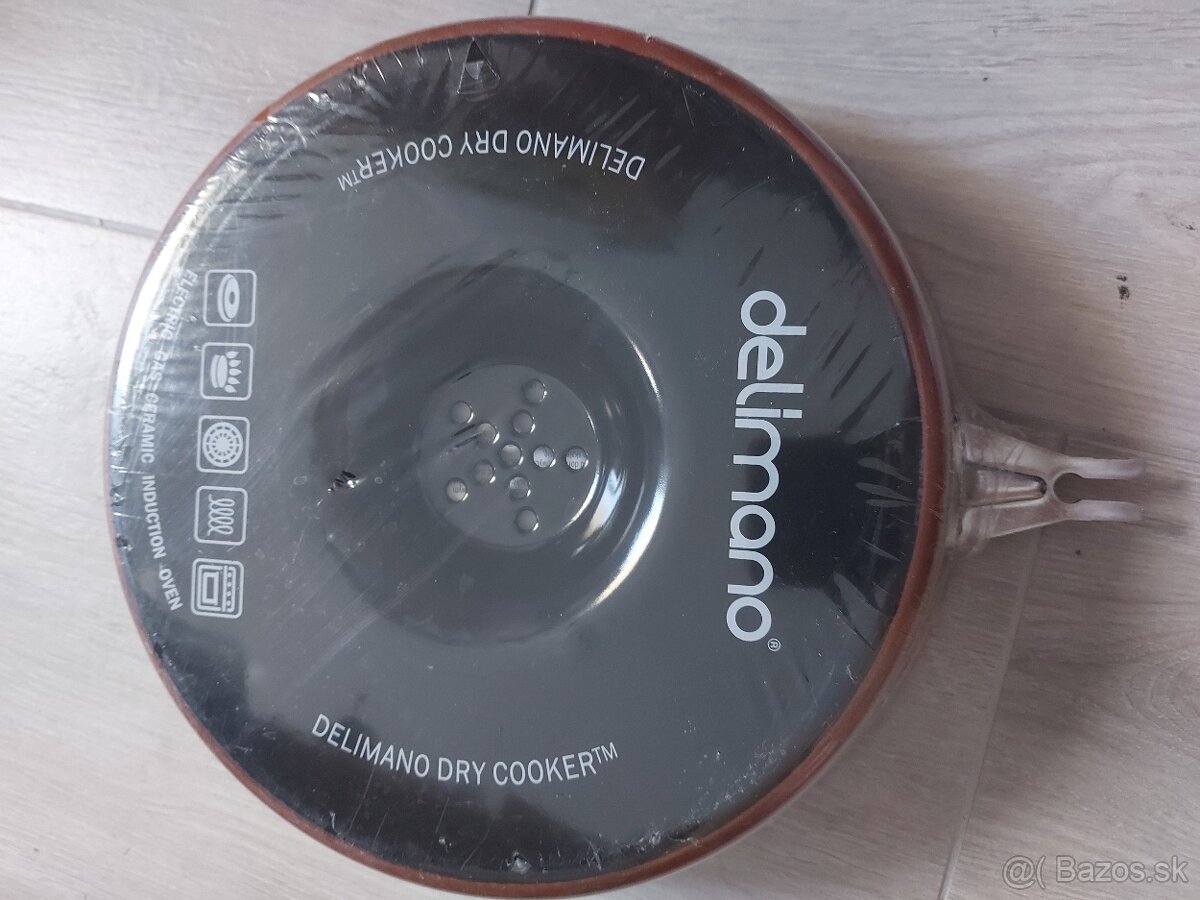 DELIMANO DRY COOKER™
delimano®
ELECTRIC GAS CERAMIC INDUCTION OVEN
DELIMANO DRY COOKER™
@( Bazos.sk